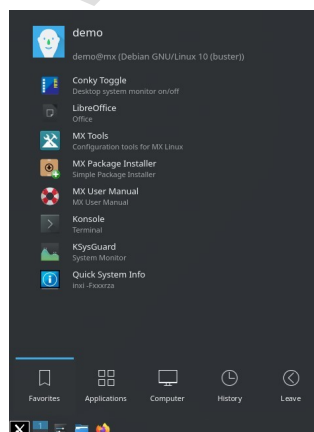 demo
demo@mx (Debian GNU/Linux 10 (buster))
Conky Toggle
Desktop system monitor on/off
LibreOffice
Office
MX Tools
Configuration tools for MX Linux
MX Package Installer
Simple Package Installer
MX User Manual
MX User Manual
Konsole
Terminal
KSysGuard
System Monitor
Quick System Info
inxi -Fxxxrza
Favorites Applications Computer History Leave
1